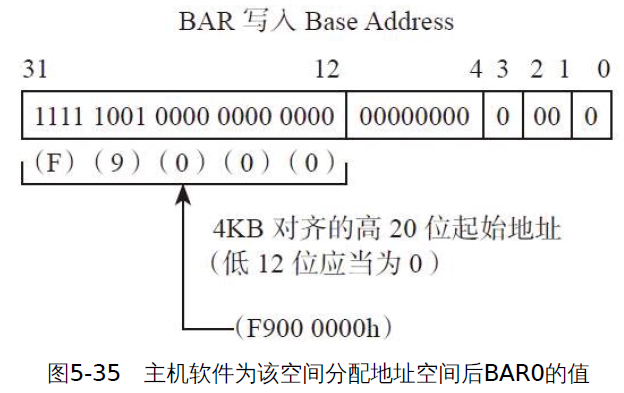 BAR 写入 Base Address
31 12 4 3 2 1 0
1111 1001 0000 0000 0000 00000000 0 00 0
(F) (9) (0) (0) (0)
4KB 对齐的高 20 位起始地址
(低 12 位应当为 0)
(F900 0000h)
图5-35 主机软件为该空间分配地址空间后BAR0的值